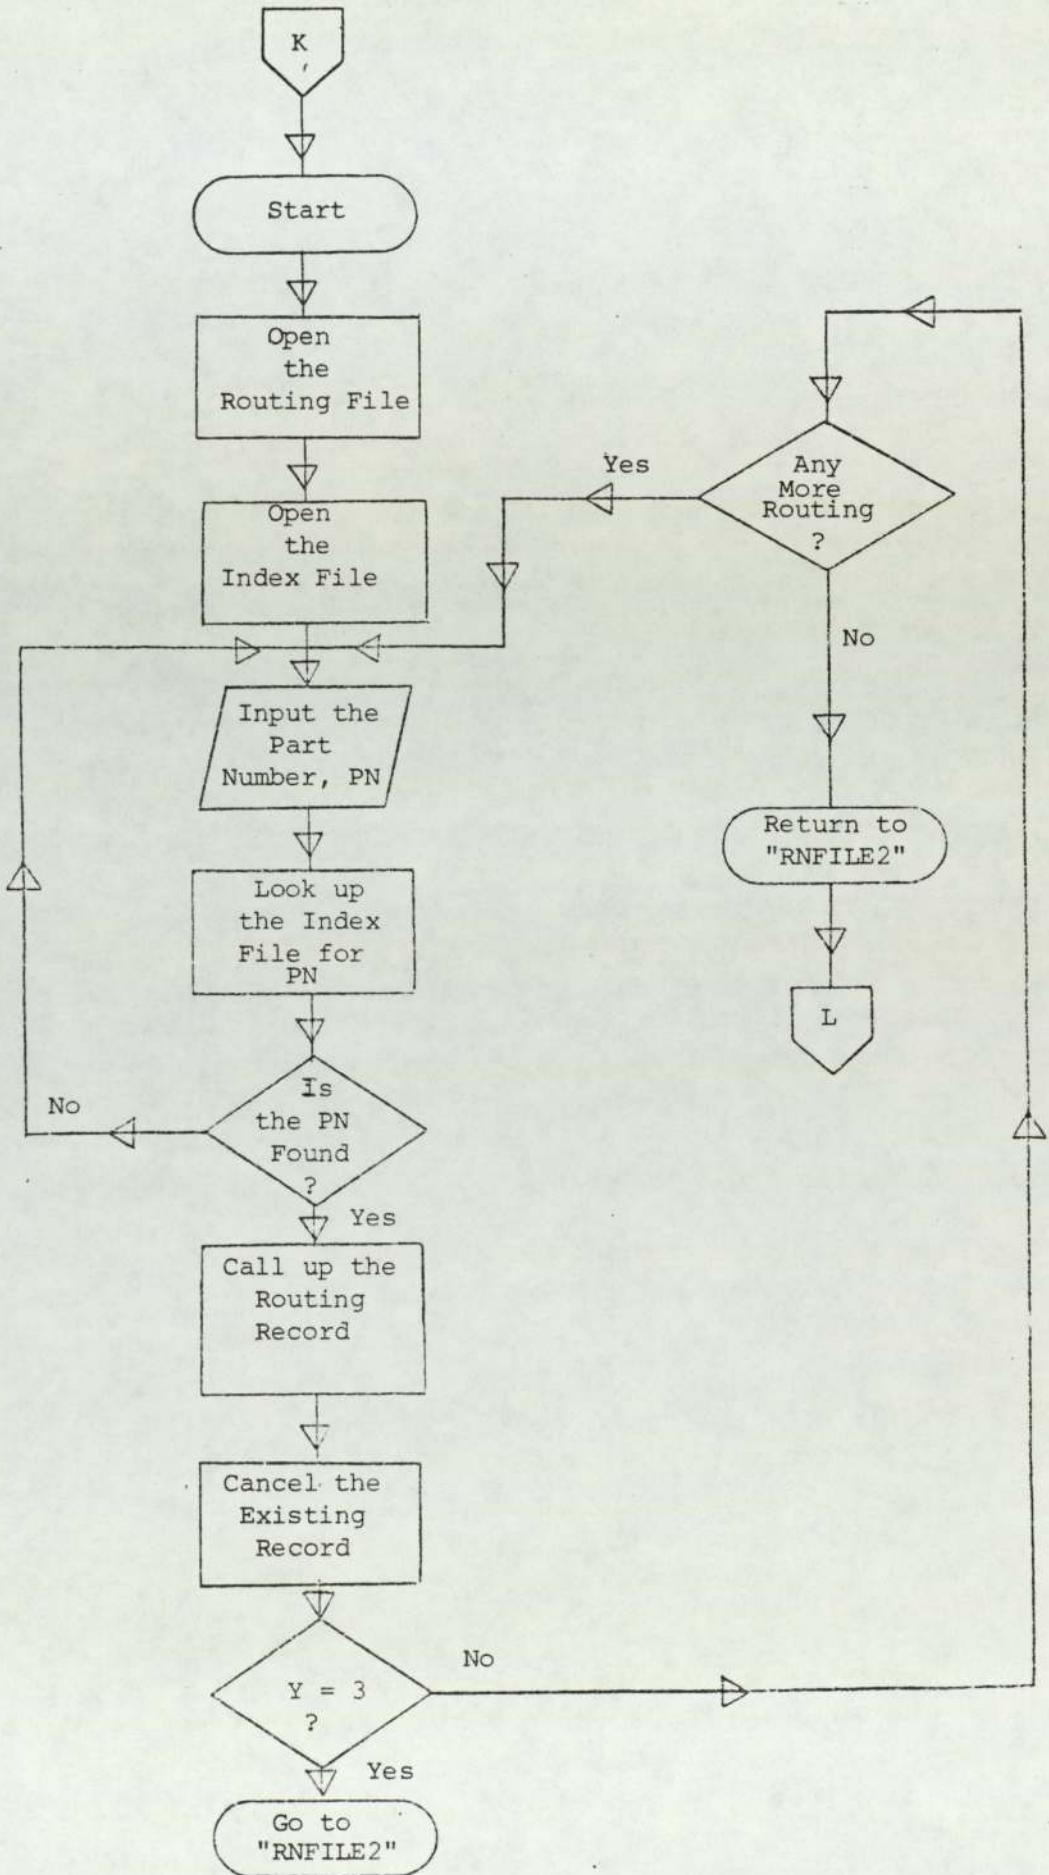 K
Start
Open
the
Routing File
Open
the
Index File
Input the
Part
Number, PN
Look up
the Index
File for
PN
Is
the PN
Found
?
No
Yes
Call up the
Routing
Record
Cancel the
Existing
Record
Y = 3
?
No
Yes
Go to
"RNFILE2"
Any
More
Routing
?
Yes
No
Return to
"RNFILE2"
L